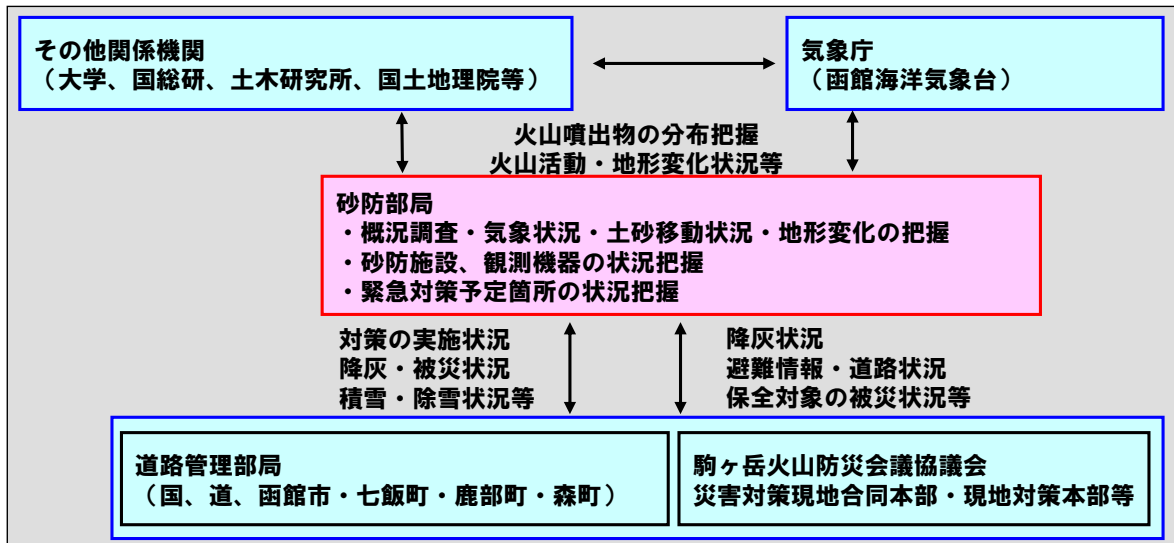 その他関係機関
（大学、国総研、土木研究所、国土地理院等）
気象庁
（函館海洋気象台）
火山噴出物の分布把握
火山活動・地形変化状況等
砂防部局
・概況調査・気象状況・土砂移動状況・地形変化の把握
・砂防施設、観測機器の状況把握
・緊急対策予定箇所の状況把握
対策の実施状況
降灰・被災状況
積雪・除雪状況等
降灰状況
避難情報・道路状況
保全対象の被災状況等
道路管理部局
（国、道、函館市・七飯町・鹿部町・森町）
駒ヶ岳火山防災会議協議会
災害対策現地合同本部・現地対策本部等